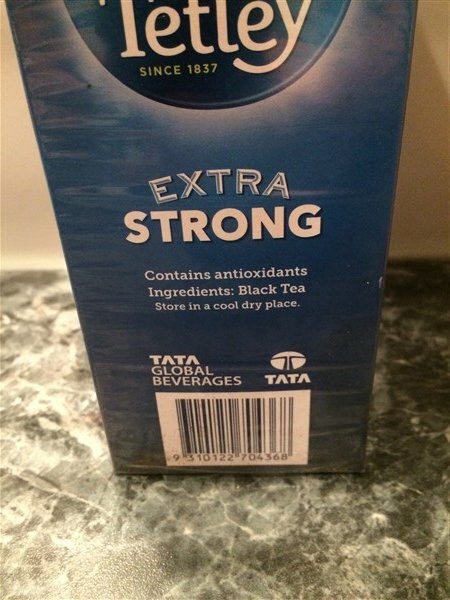 Tetley
SINCE 1837
EXTRA
STRONG
Contains antioxidants
Ingredients: Black Tea
Store in a cool dry place.
TATA
GLOBAL
BEVERAGES
TATA
9 310122 704368